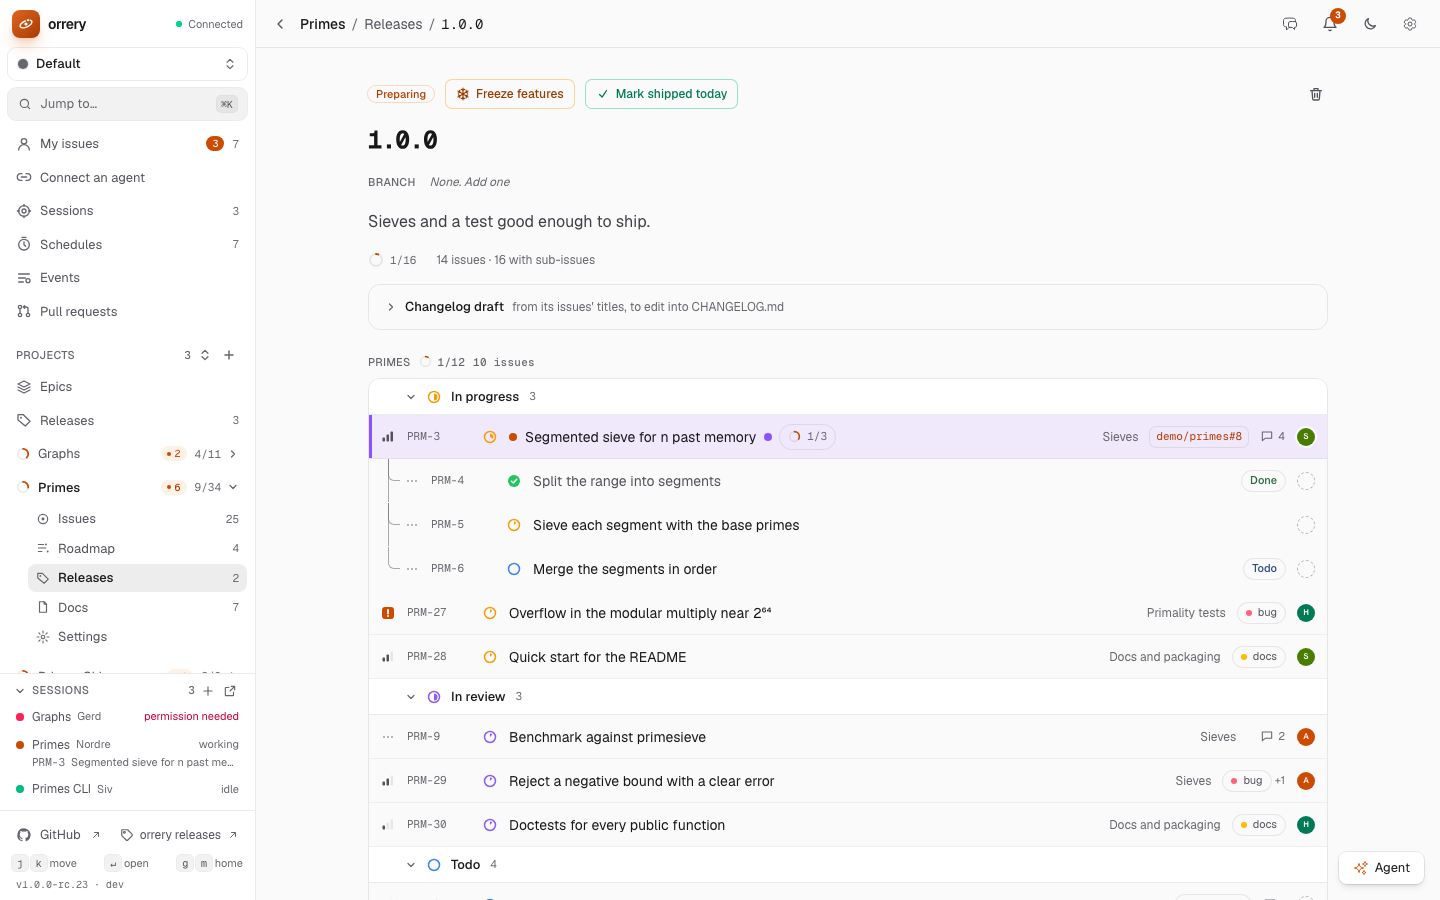 orrery
Connected
Default
Jump to...
⌘K
My issues 3 7
Connect an agent
Sessions 3
Schedules 7
Events
Pull requests
PROJECTS 3
Epics
Releases 3
Graphs 2 4/11
Primes 6 9/34
Issues 25
Roadmap 4
Releases 2
Docs 7
Settings
SESSIONS 3
Graphs Gerd permission needed
Primes Nordre working
PRM-3 Segmented sieve for n past me…
Primes CLI Siv idle
GitHub orrery releases
j k move ↵ open g m home
v1.0.0-rc.23 · dev
Primes / Releases / 1.0.0
3
Preparing
Freeze features
Mark shipped today
1.0.0
BRANCH None. Add one
Sieves and a test good enough to ship.
1/16 14 issues · 16 with sub-issues
Changelog draft from its issues' titles, to edit into CHANGELOG.md
PRIMES 1/12 10 issues
In progress 3
PRM-3 Segmented sieve for n past memory 1/3 Sieves demo/primes#8 4 S
PRM-4 Split the range into segments Done
PRM-5 Sieve each segment with the base primes
PRM-6 Merge the segments in order Todo
PRM-27 Overflow in the modular multiply near 2⁶⁴ Primality tests bug H
PRM-28 Quick start for the README Docs and packaging docs S
In review 3
PRM-9 Benchmark against primesieve Sieves 2 A
PRM-29 Reject a negative bound with a clear error Sieves bug +1 A
PRM-30 Doctests for every public function Docs and packaging docs H
Todo 4
Agent